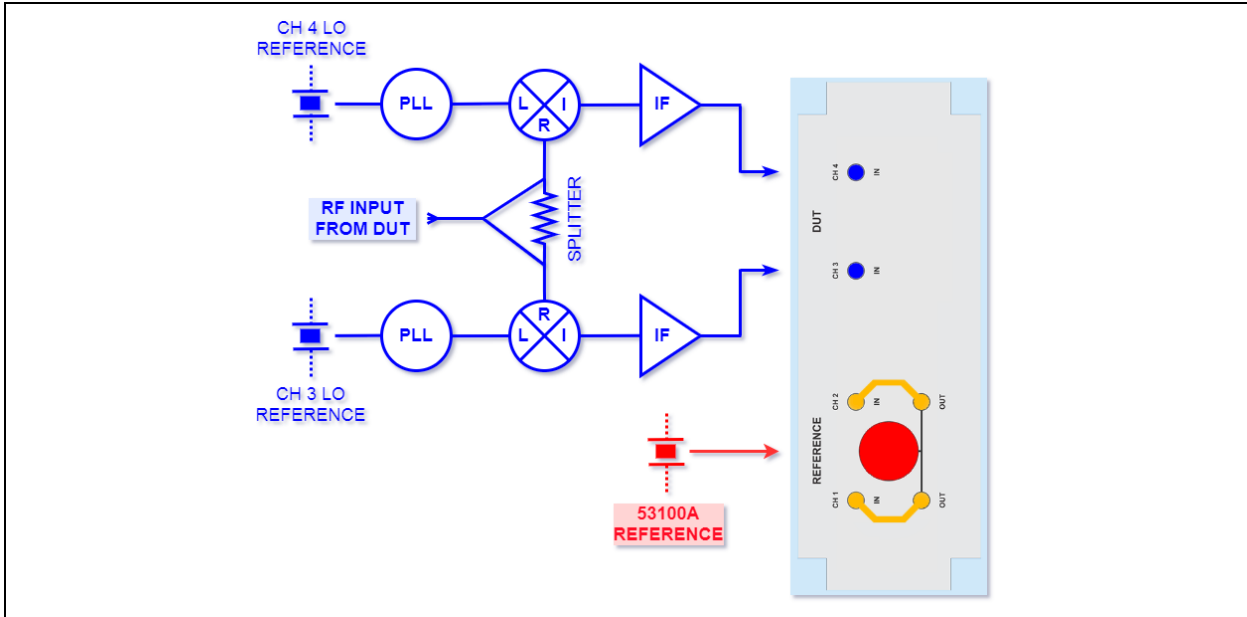 CH 4 LO
REFERENCE
PLL
L
I
R
IF
RF INPUT
FROM DUT
SPLITTER
PLL
R
L
I
IF
CH 3 LO
REFERENCE
53100A
REFERENCE
CH 4
IN
DUT
CH 3
IN
CH 2
IN
OUT
REFERENCE
CH 1
IN
OUT